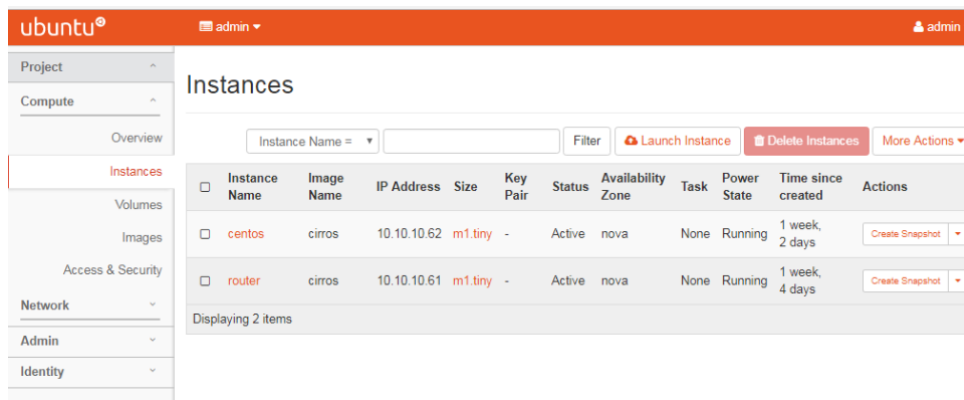 ubuntu
admin
admin
Project
Compute
Overview
Instances
Volumes
Images
Access & Security
Network
Admin
Identity
Instances
Instance Name = Filter Launch Instance Delete Instances More Actions
Instance Name Image Name IP Address Size Key Pair Status Availability Zone Task Power State Time since created Actions
centos cirros 10.10.10.62 m1.tiny - Active nova None Running 1 week, 2 days Create Snapshot
router cirros 10.10.10.61 m1.tiny - Active nova None Running 1 week, 4 days Create Snapshot
Displaying 2 items